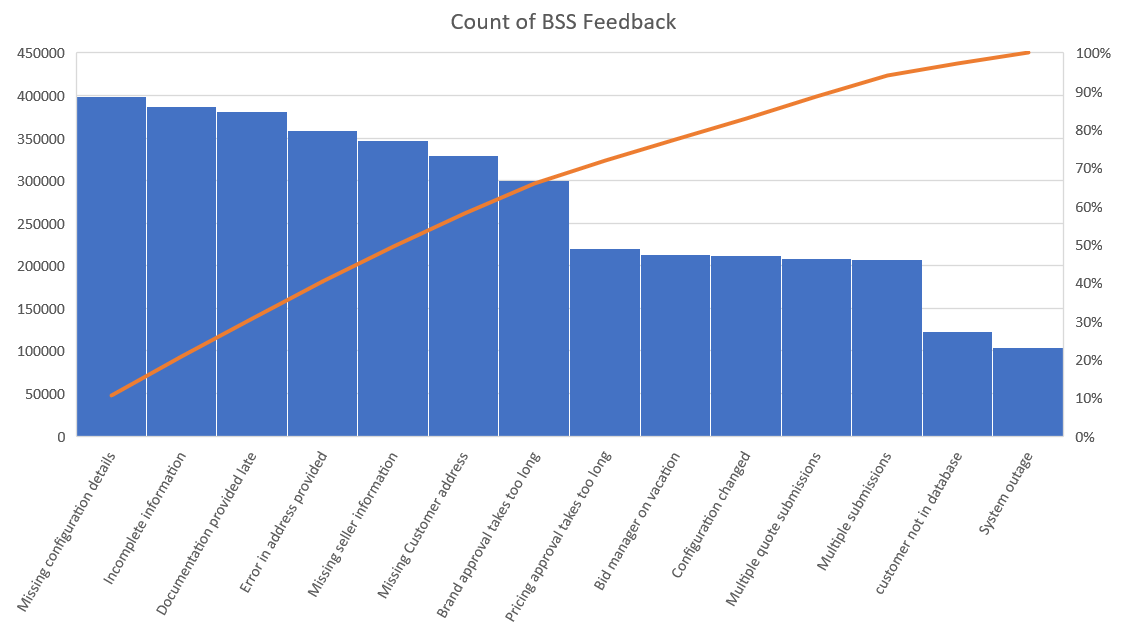 Count of BSS Feedback
450000
400000
350000
300000
250000
200000
150000
100000
50000
0
100%
90%
80%
70%
60%
50%
40%
30%
20%
10%
0%
Missing configuration details
Incomplete information
Documentation provided late
Error in address provided
Missing seller information
Missing Customer address
Brand approval takes too long
Pricing approval takes too long
Bid manager on vacation
Configuration changed
Multiple quote submissions
Multiple submissions
customer not in database
System outage